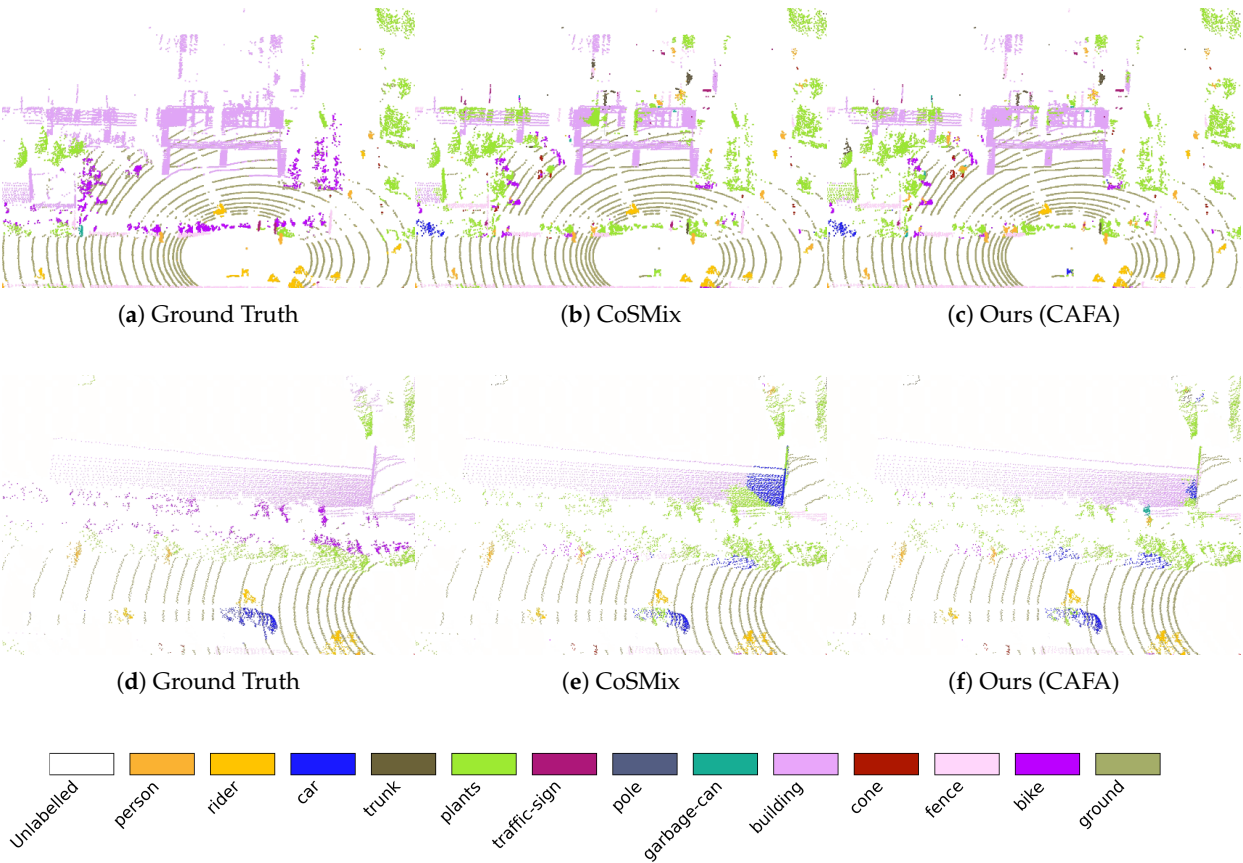 (a) Ground Truth
(b) CoSMix
(c) Ours (CAFA)
(d) Ground Truth
(e) CoSMix
(f) Ours (CAFA)
Unlabelled
person
rider
car
trunk
plants
traffic-sign
pole
garbage-can
building
cone
fence
bike
ground